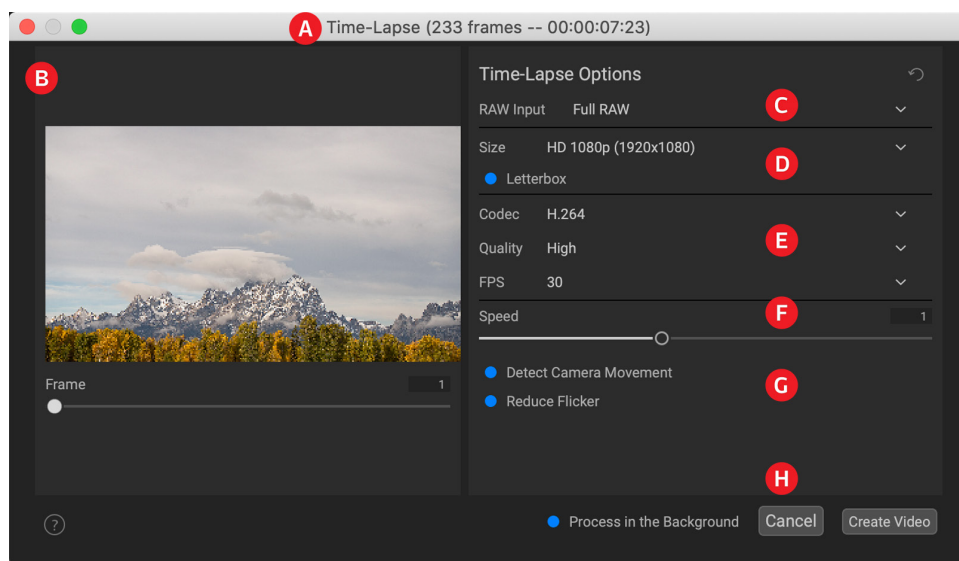 A Time-Lapse (233 frames -- 00:00:07:23)
B
Time-Lapse Options
RAW Input Full RAW C
Size HD 1080p (1920x1080)
D
Letterbox
Codec H.264
E
Quality High
FPS 30
F
Speed 1
Detect Camera Movement
G
Frame 1
Reduce Flicker
H
? Process in the Background Cancel Create Video